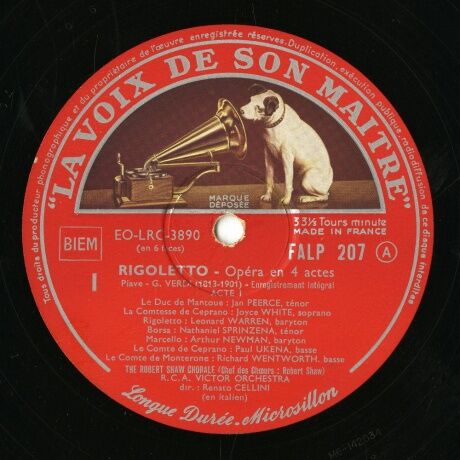 Tous droits du producteur phonographique et du propriétaire de l'œuvre enregistrée réservés. Duplication, exécution publique, radiodiffusion interdites
"LA VOIX DE SON MAITRE"
MARQUE
DÉPOSÉE
33⅓ Tours minute
MADE IN FRANCE
BIEM
EO-LRC-3890
(en 6 faces)
FALP 207 A
I
RIGOLETTO - Opéra en 4 actes
Piave - G. VERDI (1813-1901) - Enregistrement intégral
ACTE I
Le Duc de Mantoue : Jan PEERCE, ténor
La Comtesse de Ceprano : Joyce WHITE, soprano
Rigoletto : Leonard WARREN, baryton
Borsa : Nathaniel SPRINZENA, ténor
Marcello : Arthur NEWMAN, baryton
Le Comte de Ceprano : Paul UKENA, basse
Le Comte de Monterone : Richard WENTWORTH, basse
THE ROBERT SHAW CHORALE (Chef des Chœurs : Robert Shaw)
R.C.A. VICTOR ORCHESTRA
dir. : Renato CELLINI
(en italien)
Longue Durée-Microsillon